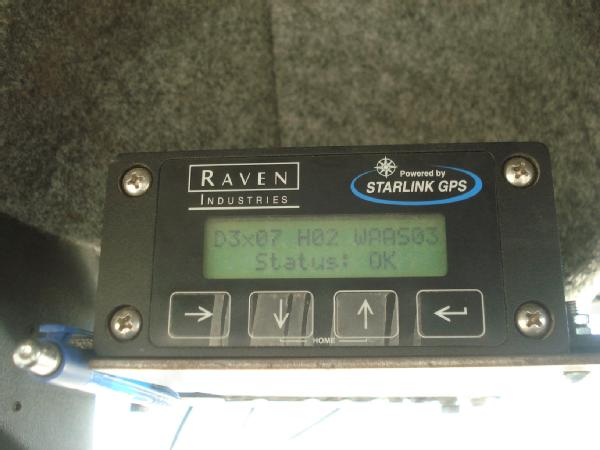 RAVEN
INDUSTRIES
Powered by
STARLINK GPS
D3x07 H02 WAAS03
Status: OK
HOME